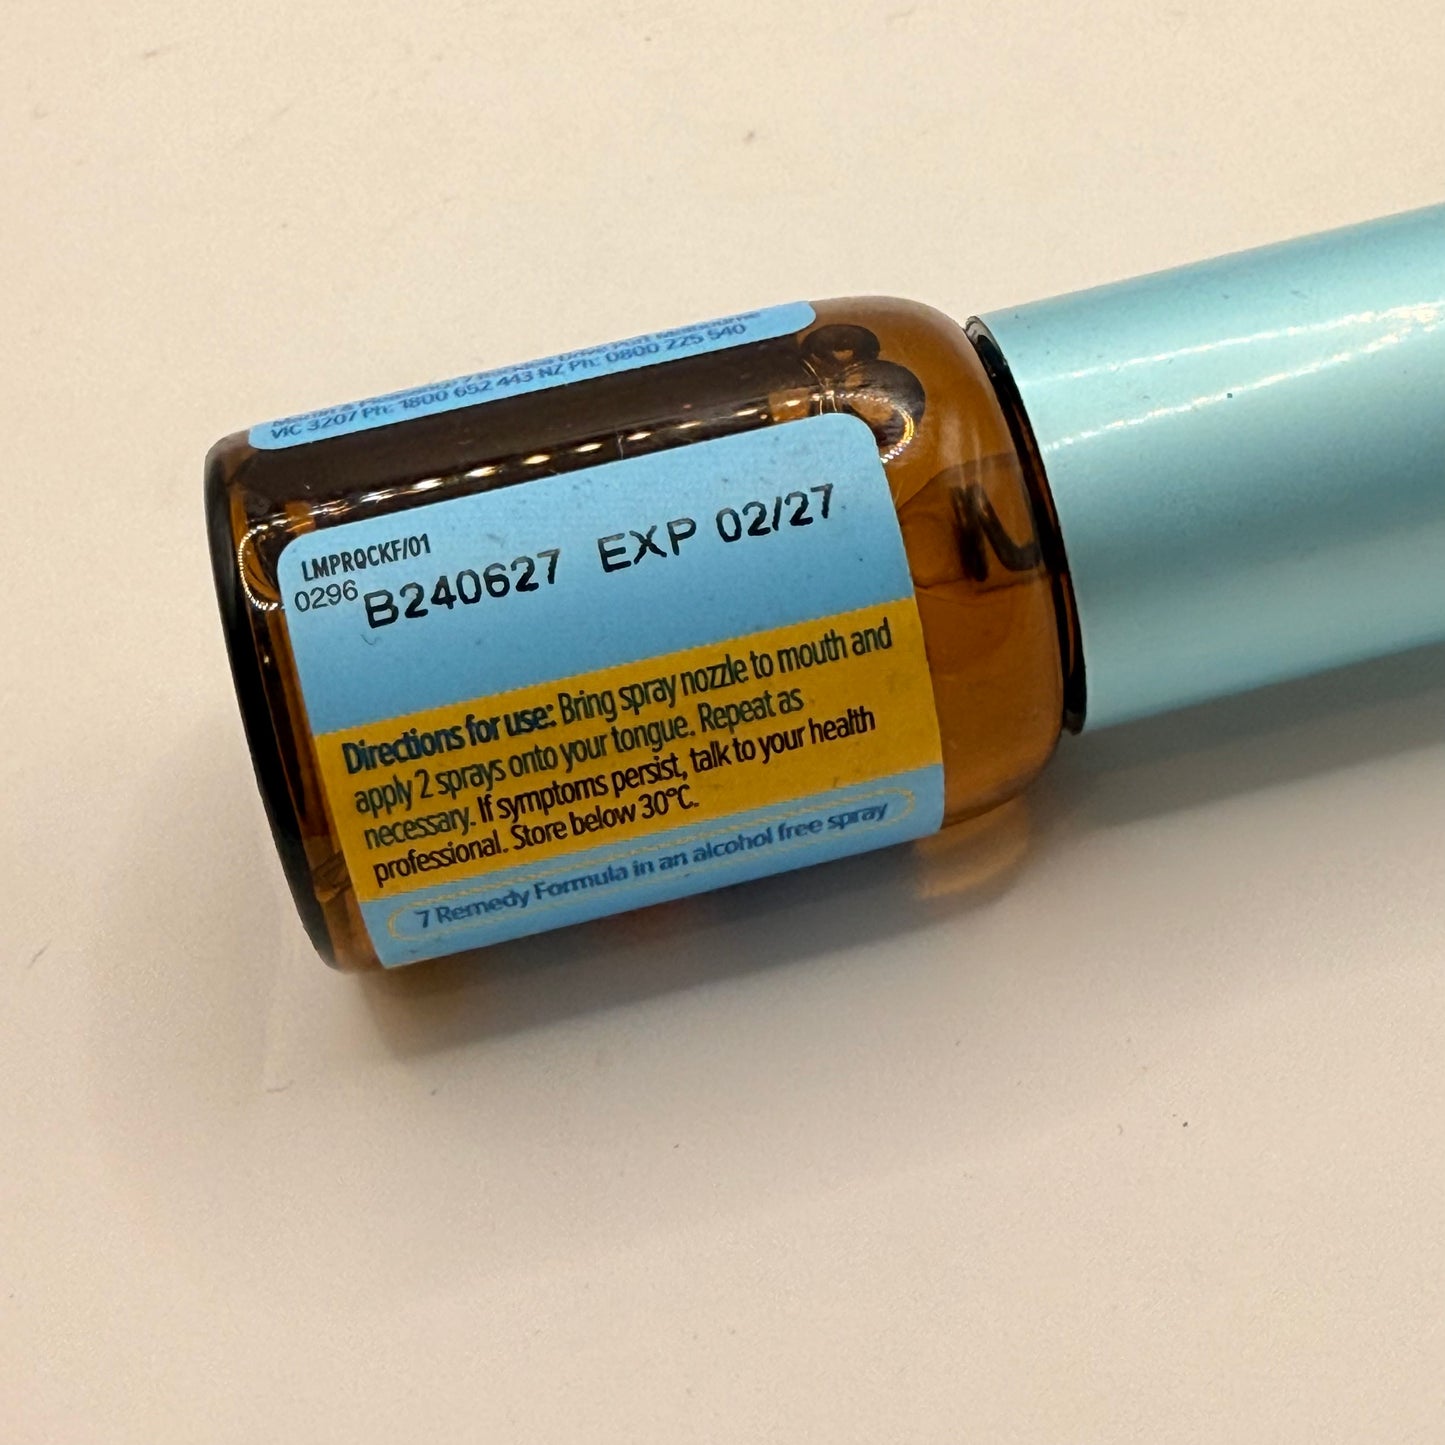 VIC 3207 Ph: 1800 652 443 NZ Ph: 0800 225 540
LMPROCKF/01
0296 B240627 EXP 02/27
Directions for use: Bring spray nozzle to mouth and
apply 2 sprays onto your tongue. Repeat as
necessary. If symptoms persist, talk to your health
professional. Store below 30°C.
7 Remedy Formula in an alcohol free spray